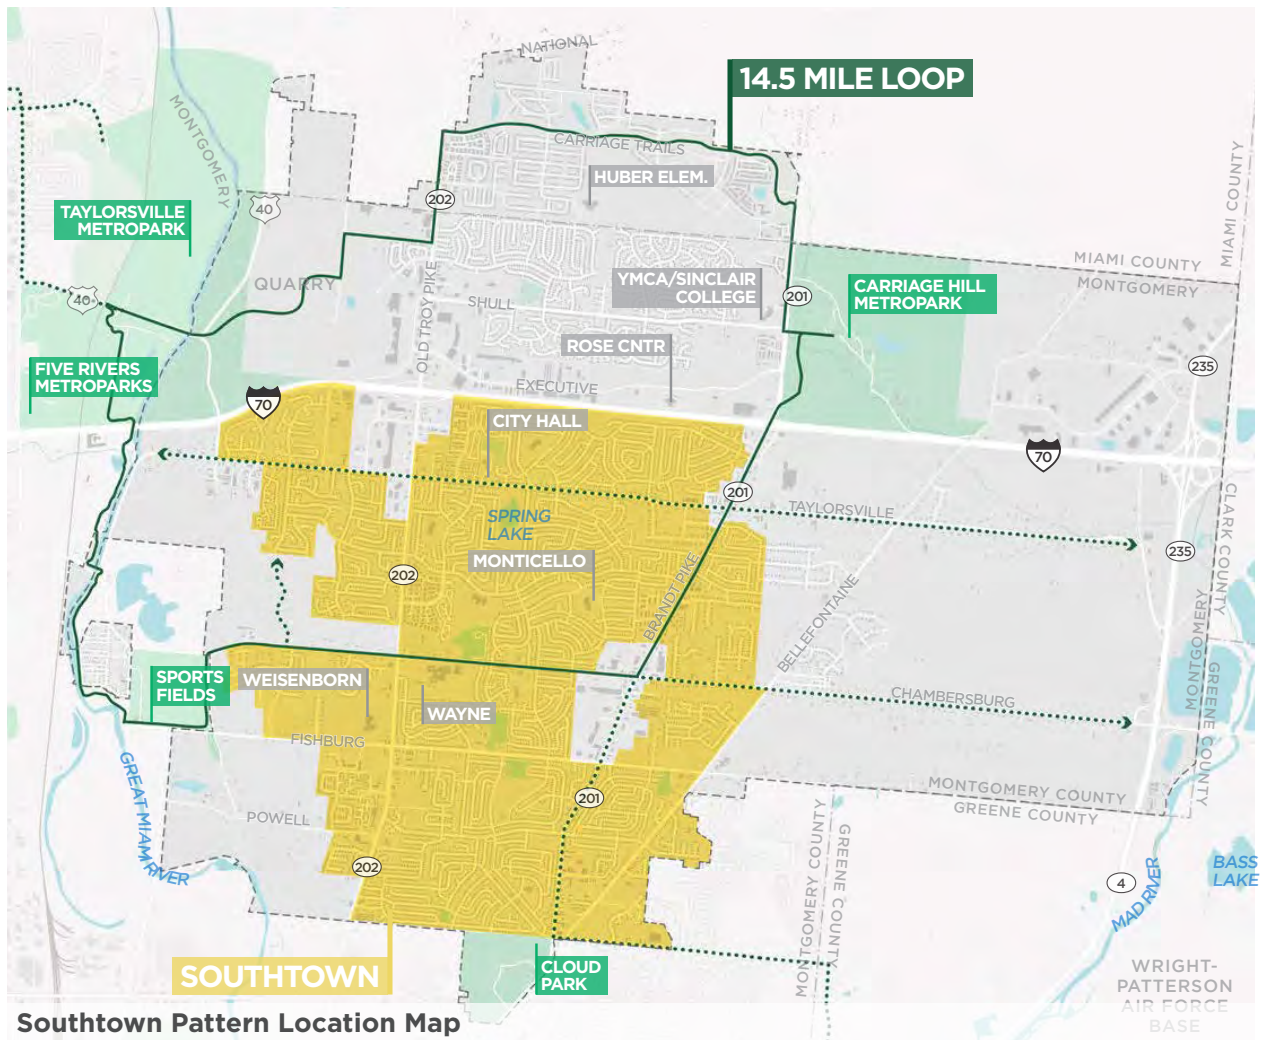 NATIONAL
14.5 MILE LOOP
MONTGOMERY
CARRIAGE TRAILS
HUBER ELEM.
202
40
TAYLORSVILLE
METROPARK
MIAMI COUNTY
MIAMI COUNTY
MONTGOMERY
QUARRY
40
OLD TROY PIKE
SHULL
YMCA/SINCLAIR
COLLEGE
201
CARRIAGE HILL
METROPARK
ROSE CNTR
EXECUTIVE
FIVE RIVERS
METROPARKS
235
70
CITY HALL
70
201
TAYLORSVILLE
SPRING
LAKE
CLARK COUNTY
235
MONTICELLO
202
BRANDT PIKE
BELLEFONTAINE
MONTGOMERY
GREENE COUNTY
SPORTS
FIELDS
WEISENBORN
WAYNE
CHAMBERSBURG
FISHBURG
GREAT MIAMI RIVER
201
MONTGOMERY COUNTY
GREENE COUNTY
POWELL
202
MONTGOMERY COUNTY
GREENE COUNTY
4
MAD RIVER
BASS
LAKE
SOUTHTOWN
CLOUD
PARK
WRIGHT-
PATTERSON
AIR FORCE
BASE
Southtown Pattern Location Map